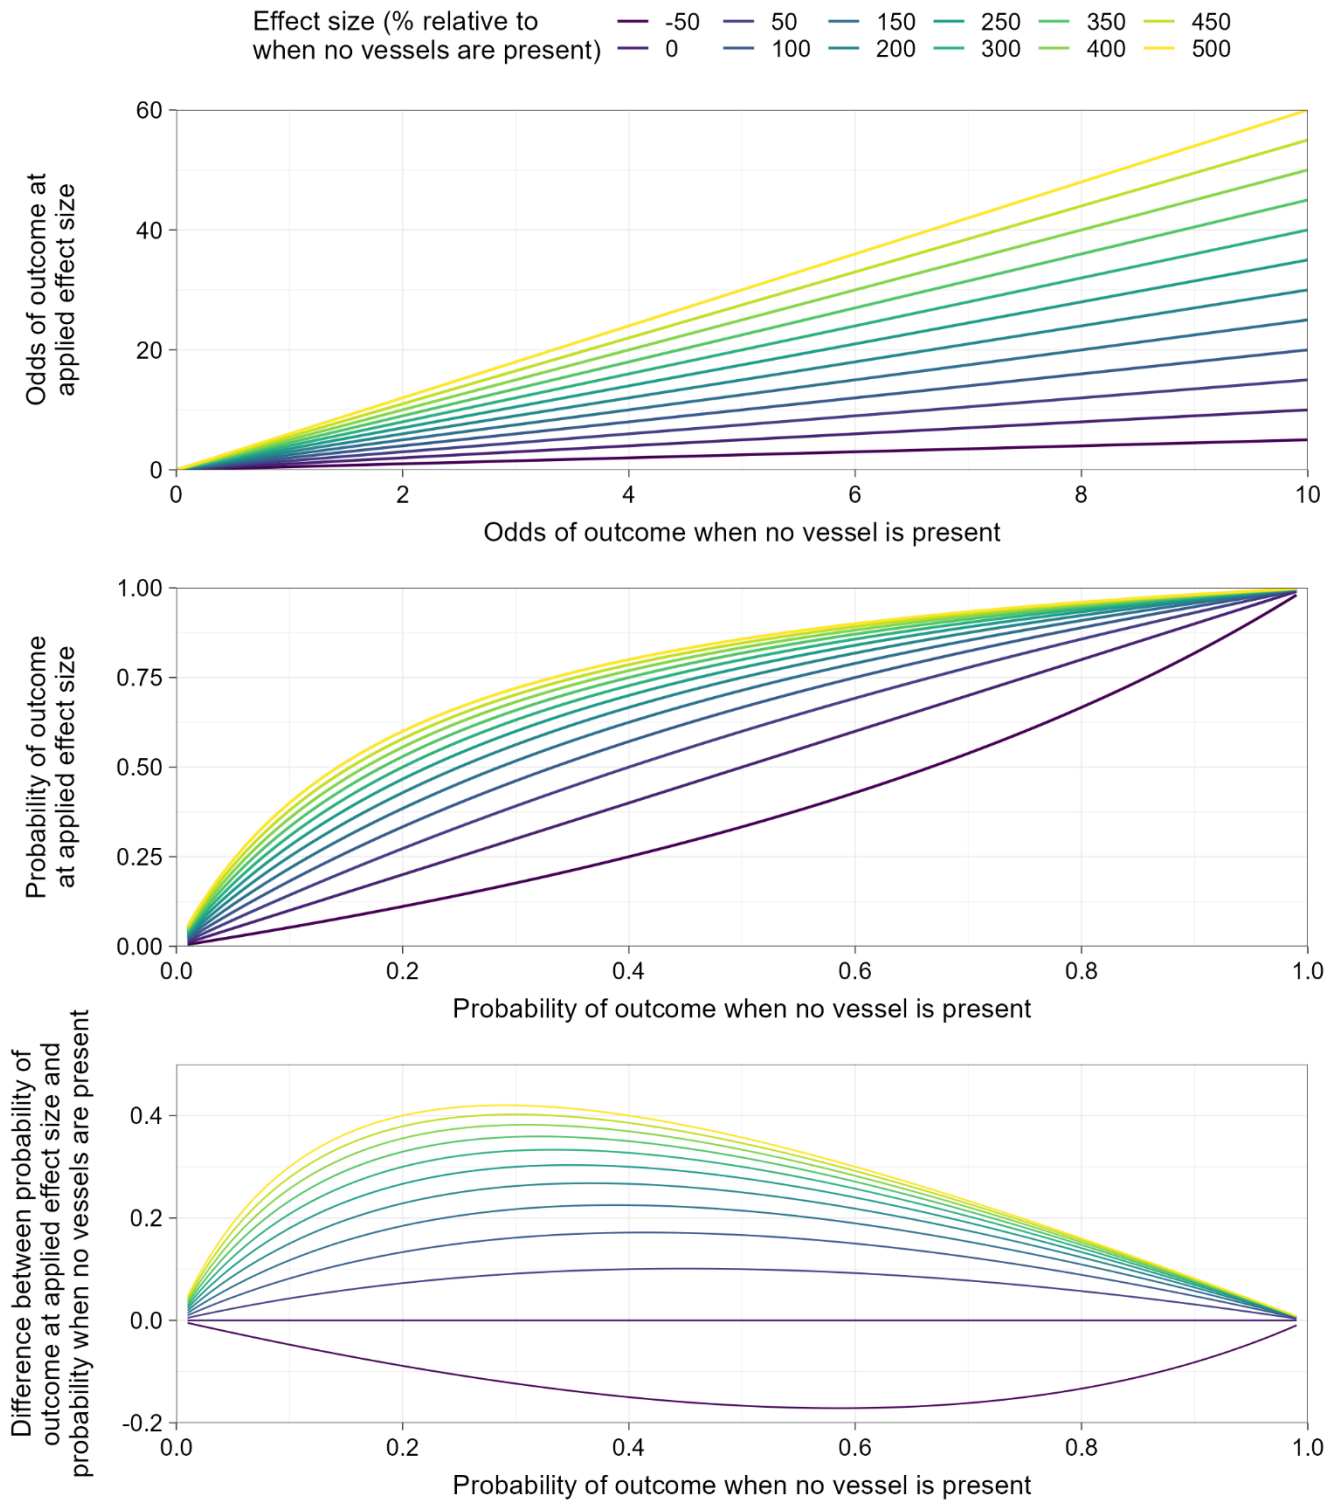 Effect size (% relative to
when no vessels are present)
-50 50 150 250 350 450
0 100 200 300 400 500
Odds of outcome at
applied effect size
60
40
20
0
0 2 4 6 8 10
Odds of outcome when no vessel is present
Probability of outcome
at applied effect size
1.00
0.75
0.50
0.25
0.00
0.0 0.2 0.4 0.6 0.8 1.0
Probability of outcome when no vessel is present
Difference between probability of
outcome at applied effect size and
probability when no vessels are present
0.4
0.2
0.0
-0.2
0.0 0.2 0.4 0.6 0.8 1.0
Probability of outcome when no vessel is present